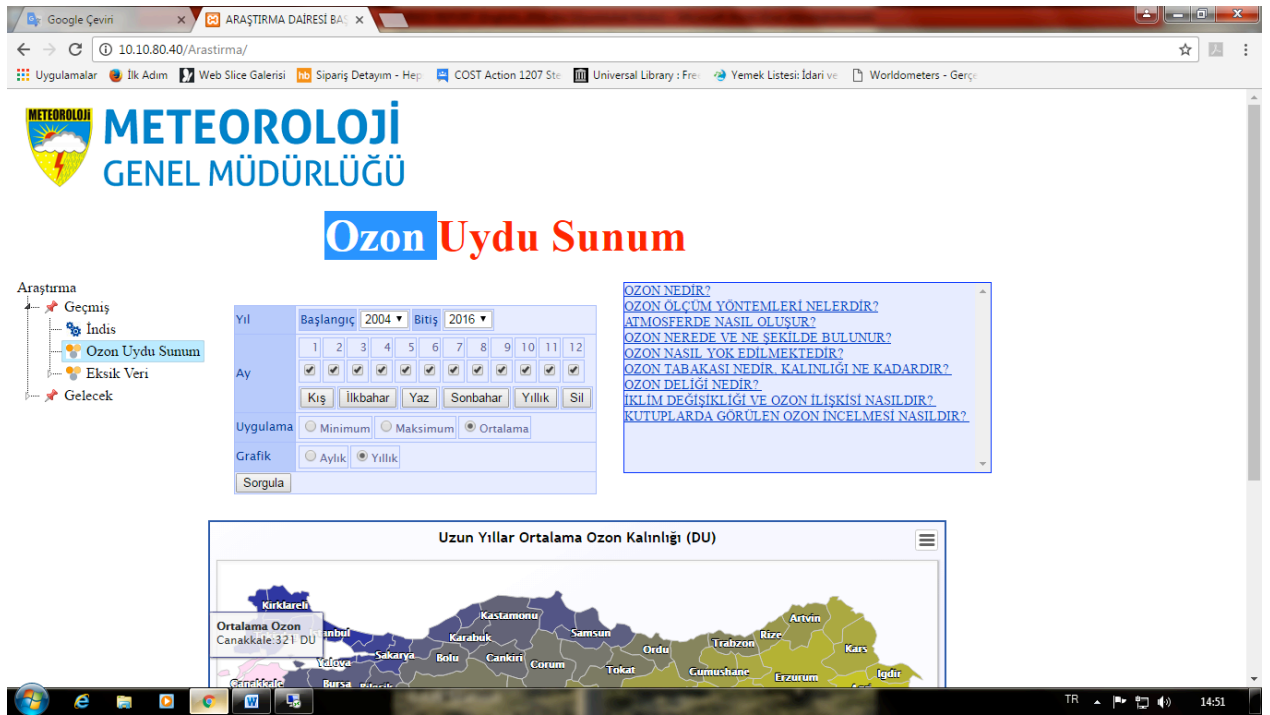 Google Çeviri
ARAŞTIRMA DAİRESİ BAŞ
10.10.80.40/Arastirma/
Uygulamalar İlk Adım Web Slice Galerisi Sipariş Detayım - Hep COST Action 1207 Ste Universal Library : Fre Yemek Listesi: İdari ve Worldometers - Gerçe
METEOROLOJİ
METEOROLOJİ
GENEL MÜDÜRLÜĞÜ
Ozon Uydu Sunum
Araştırma
Geçmiş
İndis
Ozon Uydu Sunum
Eksik Veri
Gelecek
Yıl Başlangıç 2004 Bitiş 2016
Ay 1 2 3 4 5 6 7 8 9 10 11 12
Kış İlkbahar Yaz Sonbahar Yıllık Sil
Uygulama Minimum Maksimum Ortalama
Grafik Aylık Yıllık
Sorgula
OZON NEDİR?
OZON ÖLÇÜM YÖNTEMLERİ NELERDİR?
ATMOSFERDE NASIL OLUŞUR?
OZON NEREDE VE NE ŞEKİLDE BULUNUR?
OZON NASIL YOK EDİLMEKTEDİR?
OZON TABAKASI NEDİR, KALINLIĞI NE KADARDIR?
OZON DELİĞİ NEDİR?
İKLİM DEĞİŞİKLİĞİ VE OZON İLİŞKİSİ NASILDIR?
KUTUPLARDA GÖRÜLEN OZON İNCELMESİ NASILDIR?
Uzun Yıllar Ortalama Ozon Kalınlığı (DU)
Kirklareli
Ortalama Ozon
Canakkale:321 DU
Kastamonu
Artvin
Karabuk
Samsun
Rize
Trabzon
Ordu
Kars
Yalova
Sakarya
Bolu
Cankiri
Corum
Tokat
Gumushane
Erzurum
Igdir
Canakkale
Bursa
TR 14:51